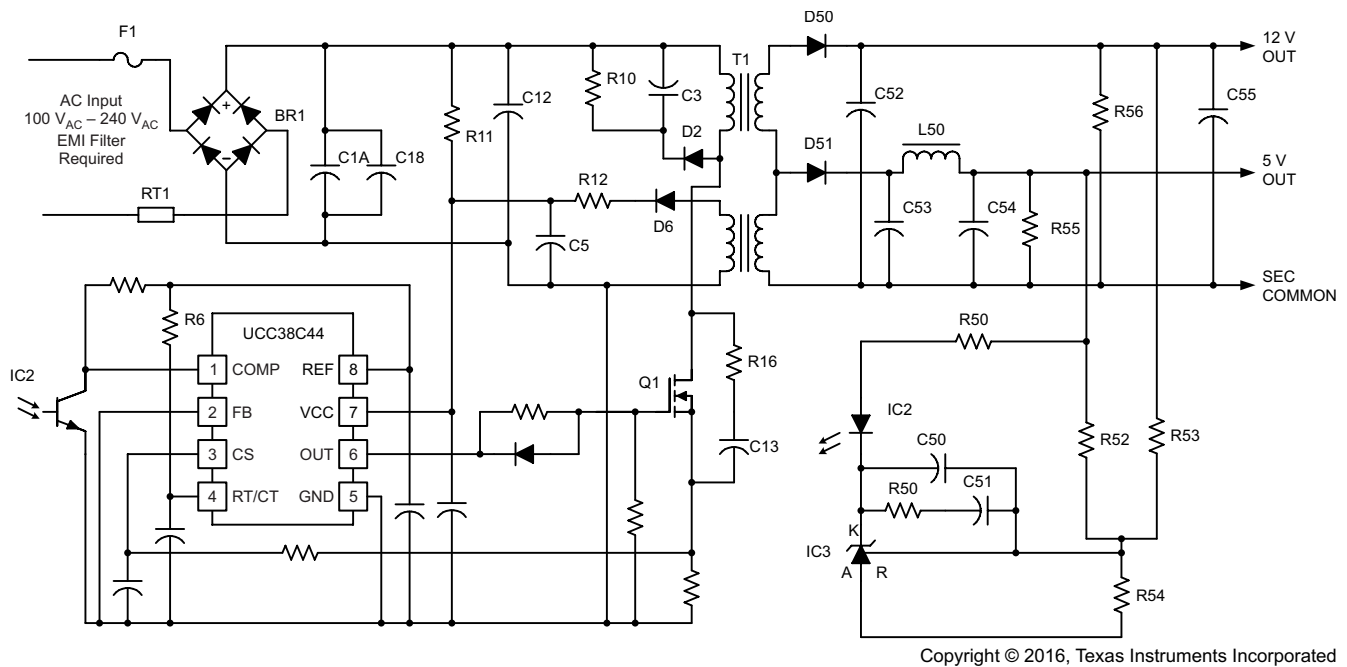 F1
D50
12 V
OUT
T1
R10
C3
C12
C52
R56
C55
AC Input
100 VAC – 240 VAC
EMI Filter
Required
+
BR1
–
R11
D2
L50
D51
5 V
OUT
C1A
C18
RT1
R12
D6
C5
C53
C54
R55
SEC
COMMON
R6
UCC38C44
R50
R16
IC2
1 COMP
REF 8
Q1
2 FB
VCC 7
IC2
3 CS
OUT 6
C13
C50
R52
R53
4 RT/CT
GND 5
R50
C51
K
IC3
A
R
R54
Copyright © 2016, Texas Instruments Incorporated